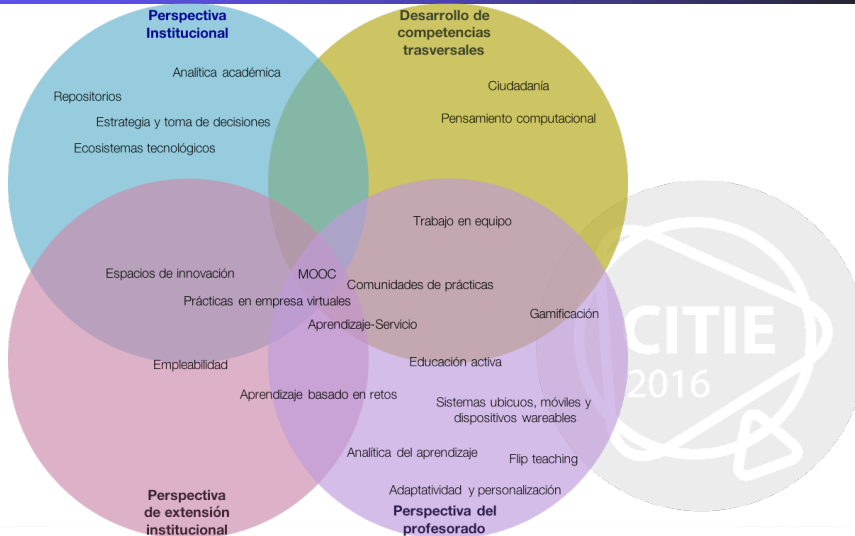 Perspectiva
Institucional
Desarrollo de
competencias
trasversales
Analítica académica
Ciudadanía
Repositorios
Estrategia y toma de decisiones
Pensamiento computacional
Ecosistemas tecnológicos
Trabajo en equipo
Espacios de innovación
MOOC
Comunidades de prácticas
Prácticas en empresa virtuales
Gamificación
Aprendizaje-Servicio
CITIE
2016
Empleabilidad
Educación activa
Aprendizaje basado en retos
Sistemas ubicuos, móviles y
dispositivos wareables
Analítica del aprendizaje
Flip teaching
Adaptatividad y personalización
Perspectiva
de extensión
institucional
Perspectiva del
profesorado